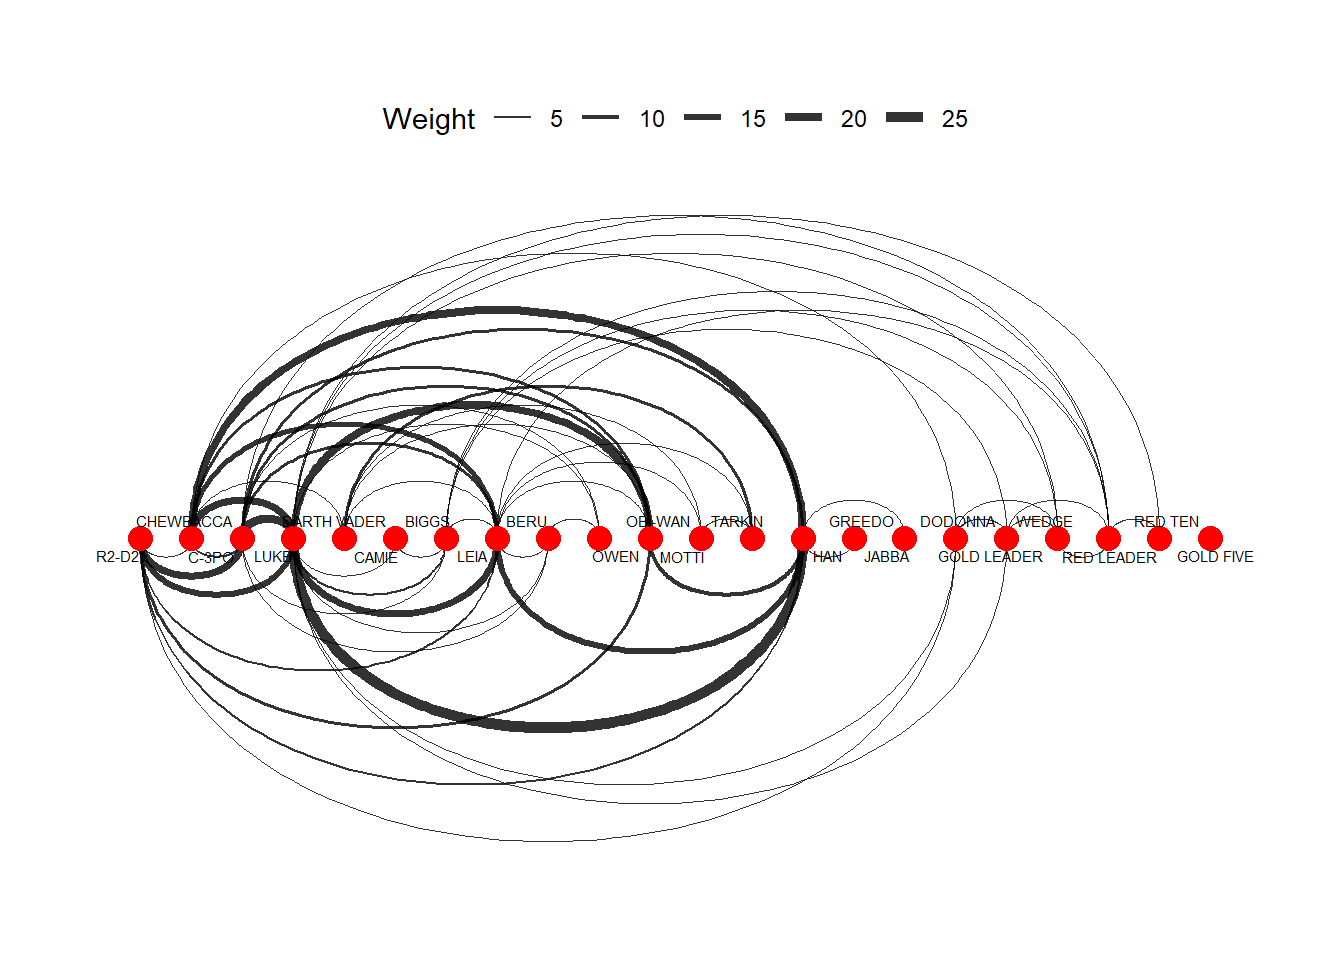 Weight 5 10 15 20 25
CHEWBACCA DARTH VADER BIGGS BERU OBI-WAN TARKIN GREEDO DODONNA WEDGE RED TEN
R2-D2 C-3PO LUKE CAMIE LEIA OWEN MOTTI HAN JABBA GOLD LEADER RED LEADER GOLD FIVE